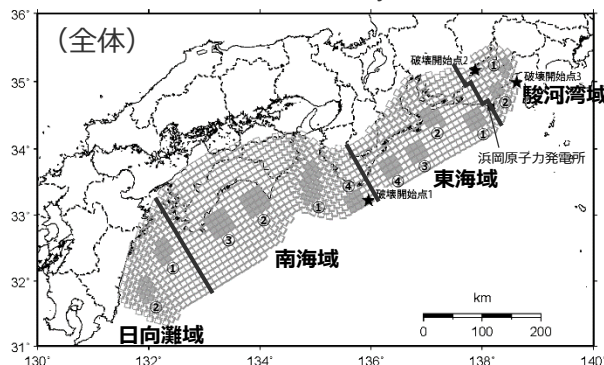 （全体）
破壊開始点2
①
破壊開始点3
駿河湾域
②
②
①
浜岡原子力発電所
③
④
④
東海域
破壊開始点1
①
②
③
南海域
①
②
日向灘域
km
0 100 200
36°
35°
34°
33°
32°
31°
130° 132° 134° 136° 138° 140°